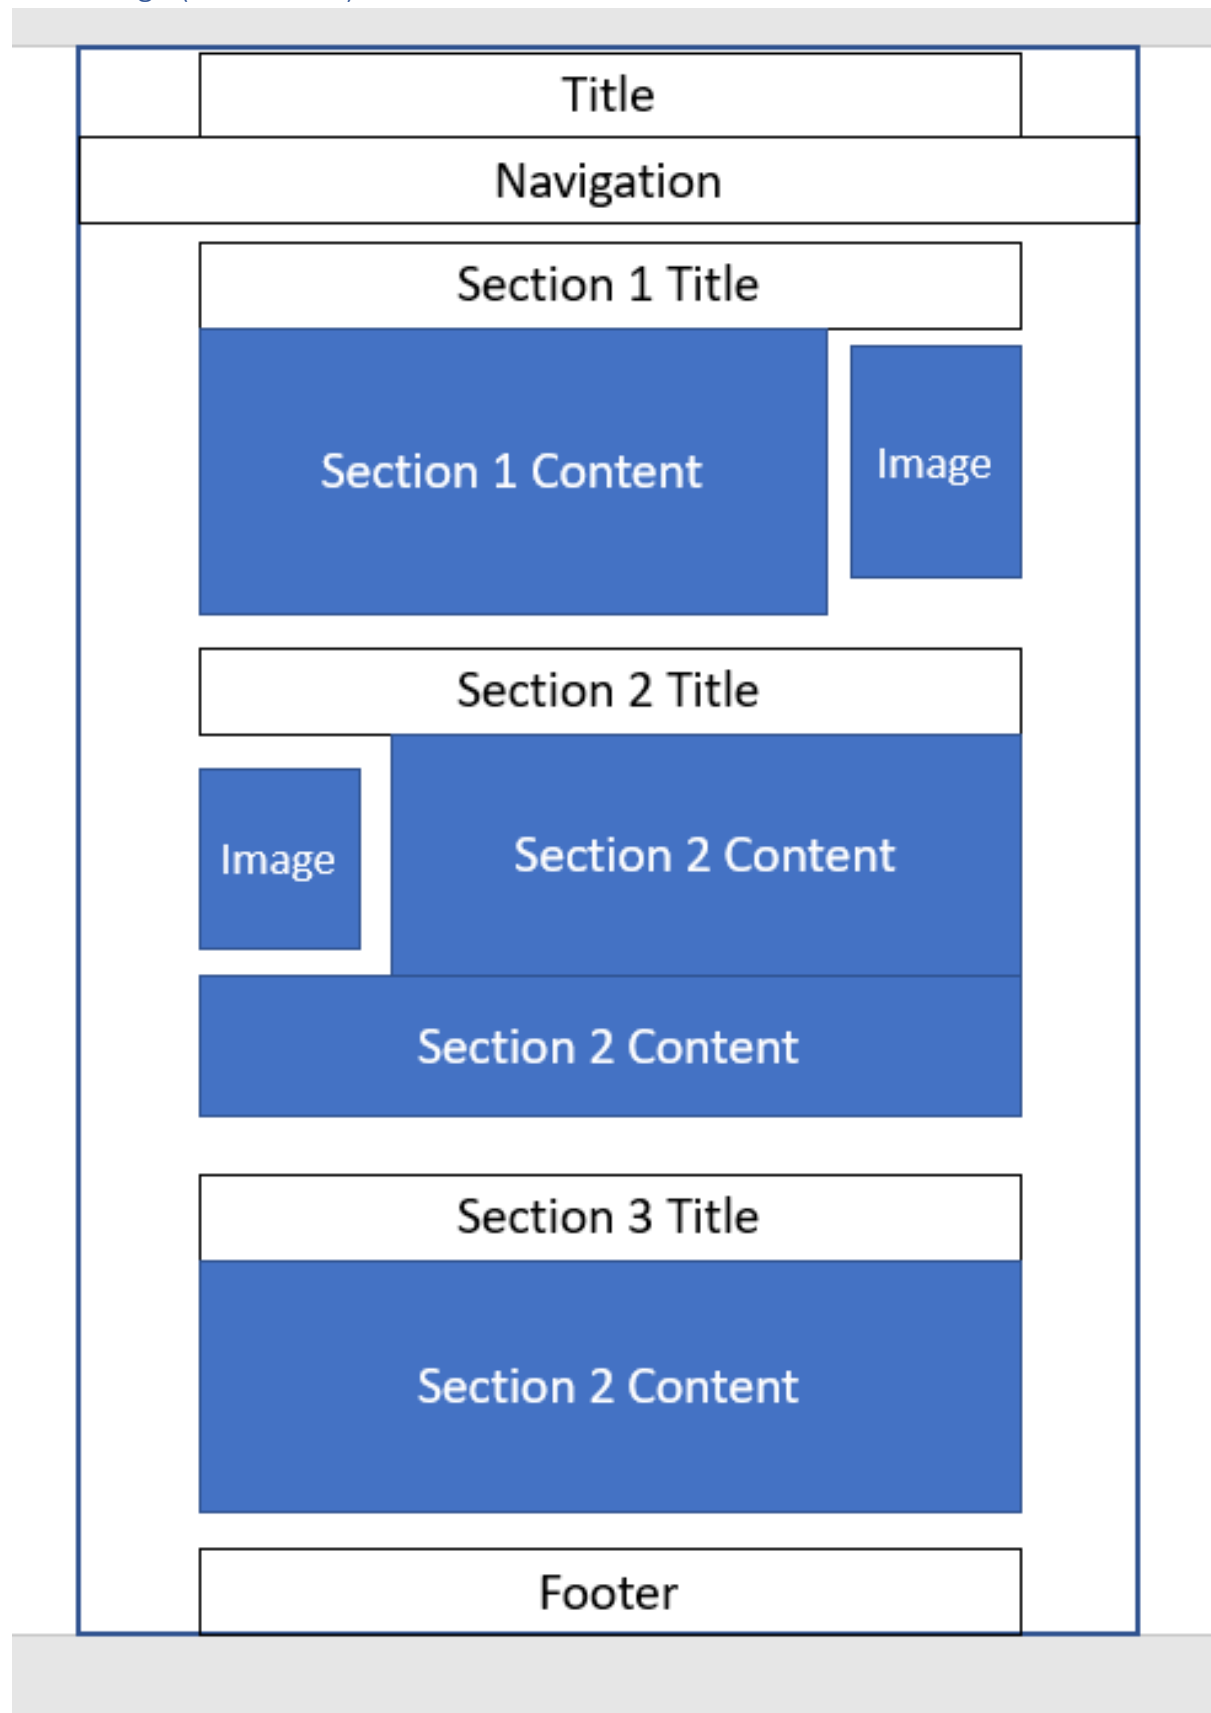 Title
Navigation
Section 1 Title
Section 1 Content
Image
Section 2 Title
Image
Section 2 Content
Section 2 Content
Section 3 Title
Section 2 Content
Footer